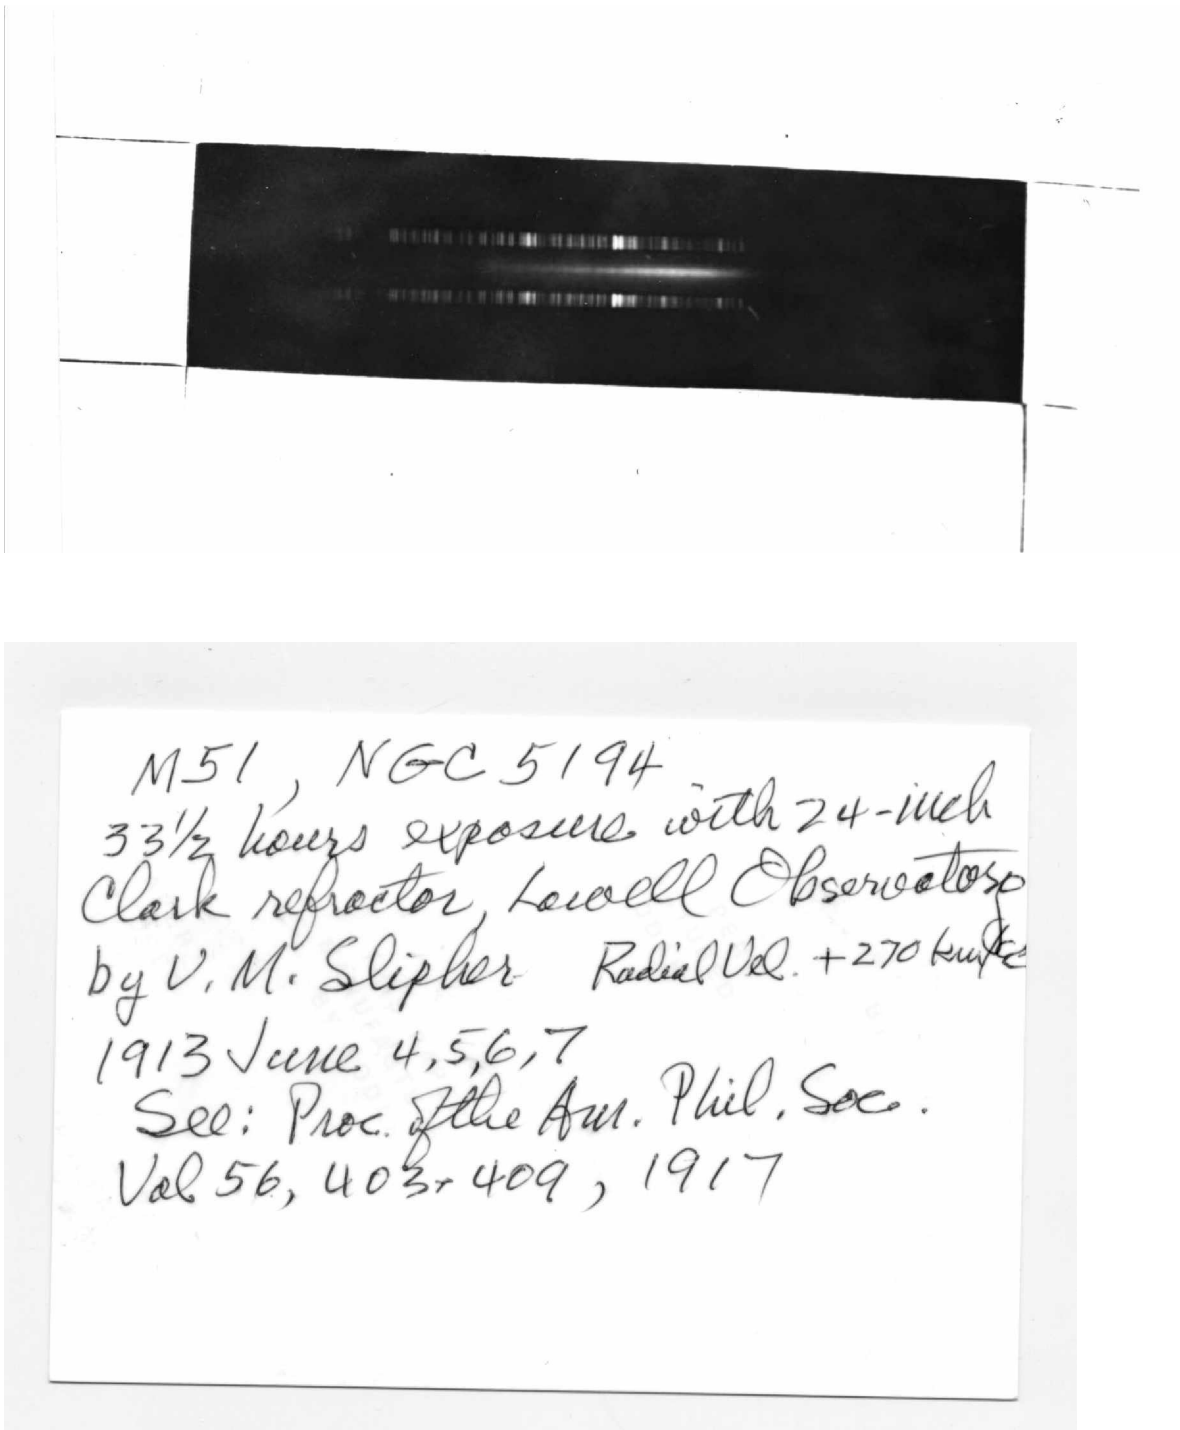 M51, NGC 5194
33½ hours exposure with 24-inch
Clark refractor, Lowell Observatory
by V. M. Slipher Radial Vel. +270 km/sec
1913 June 4,5,6,7
See: Proc. of the Am. Phil. Soc.
Vol 56, 403-409, 1917